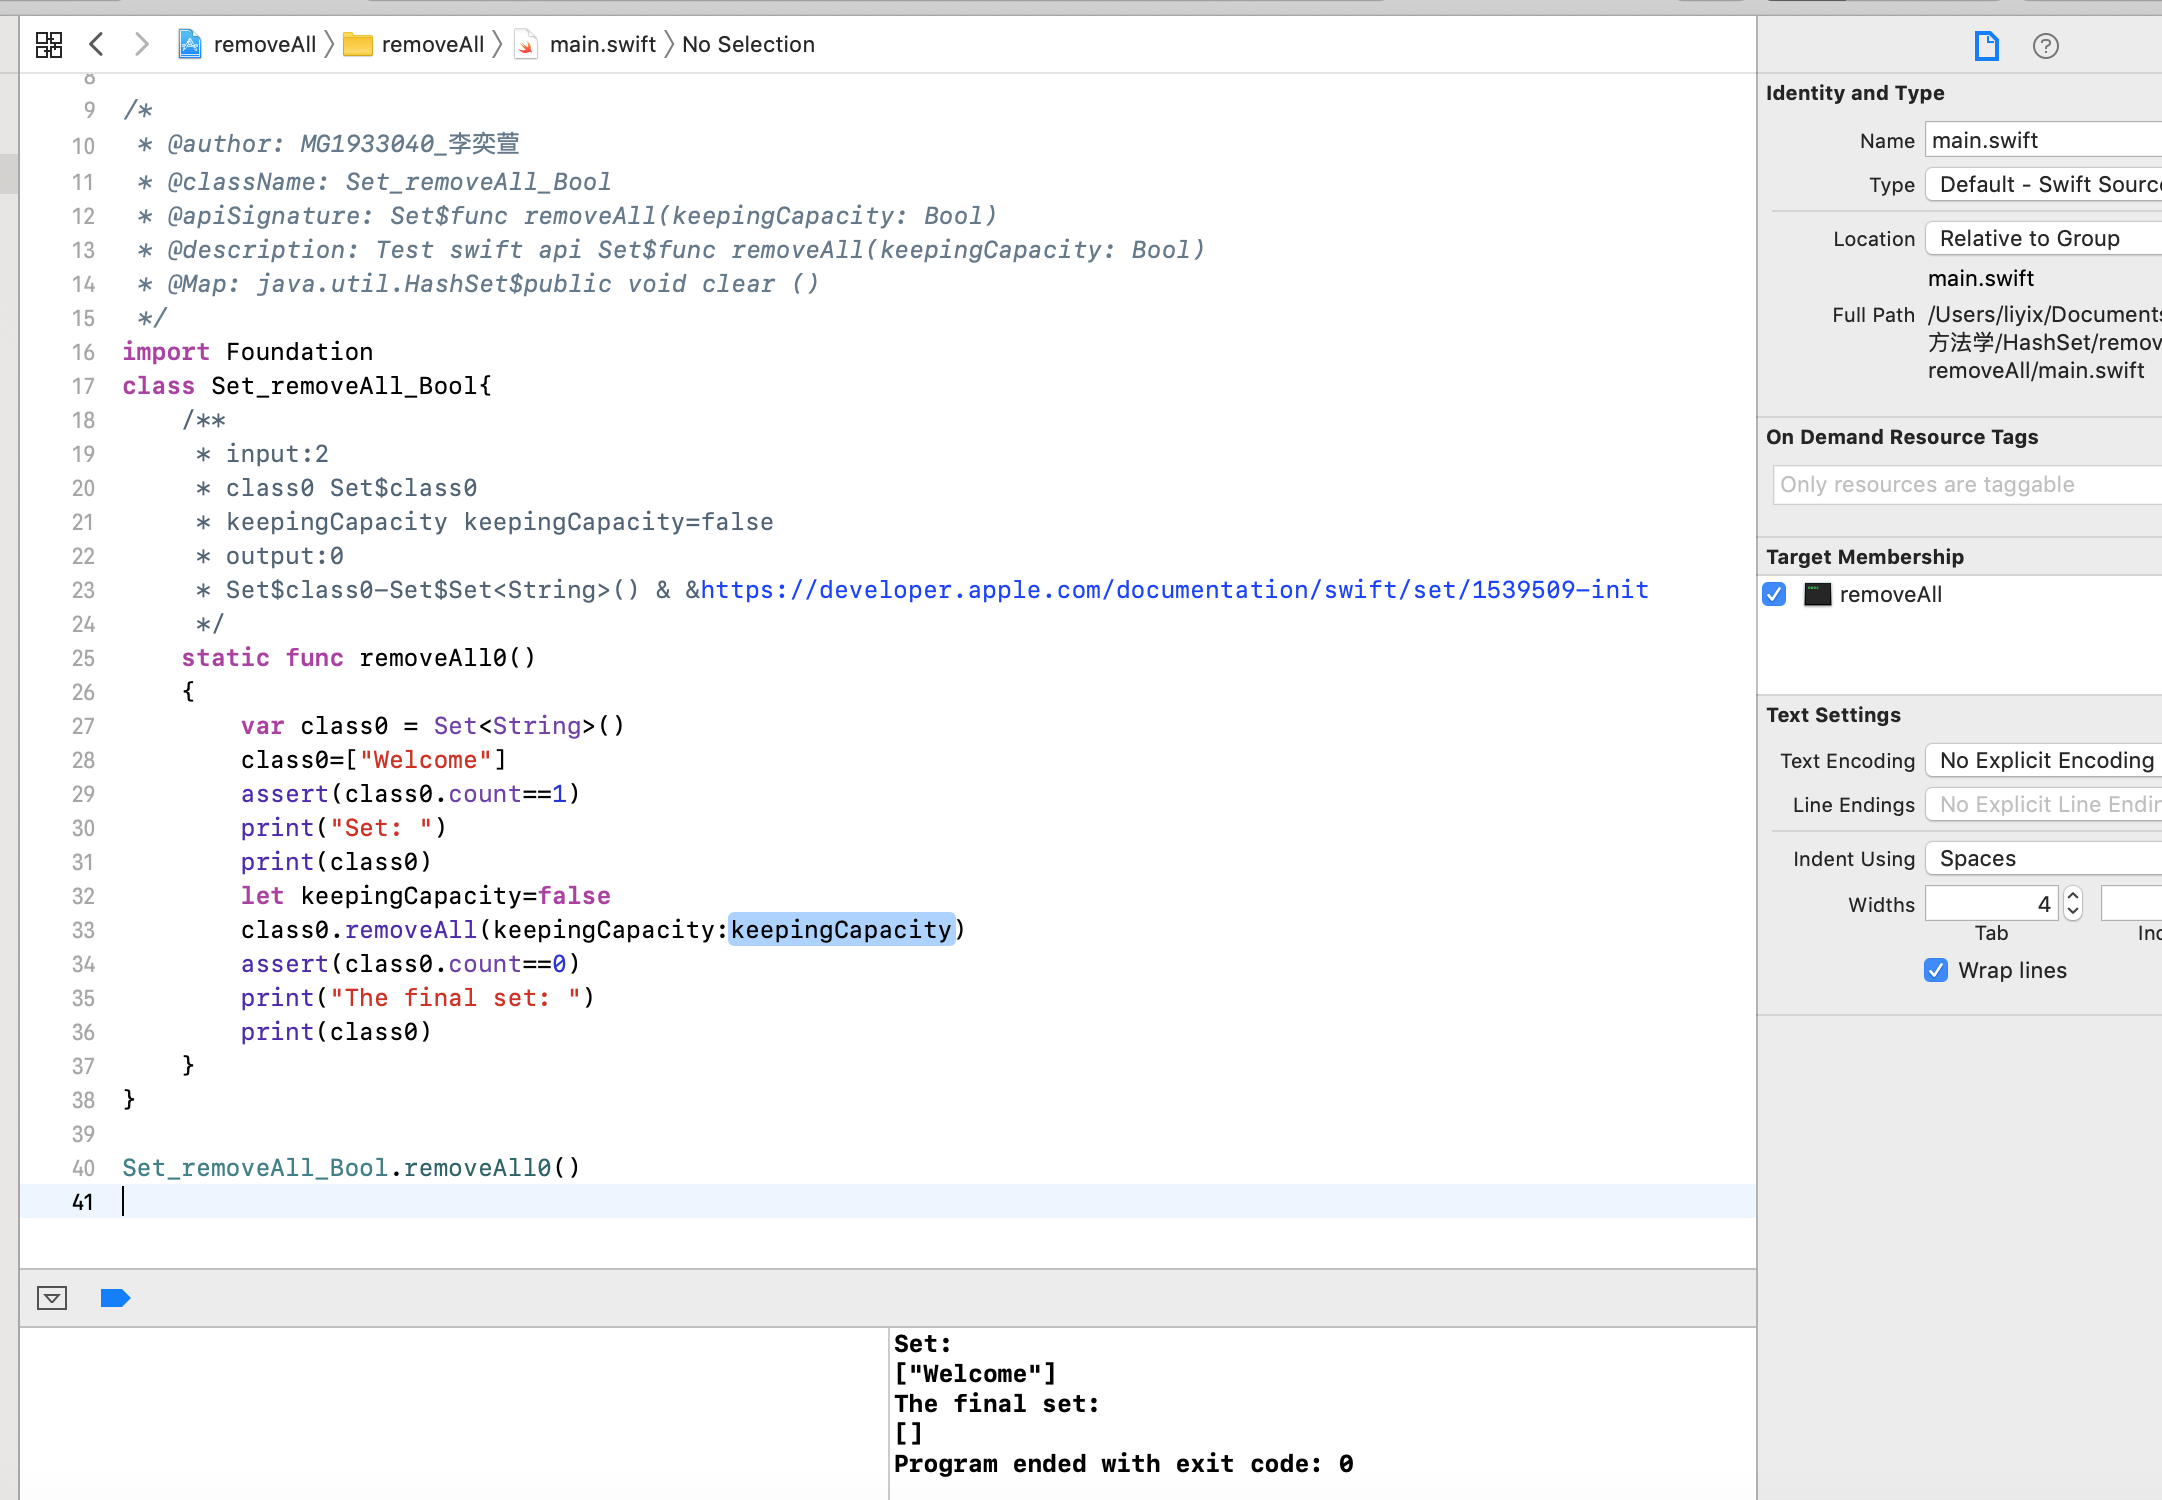 removeAll removeAll main.swift No Selection
8
9 /*
10 * @author: MG1933040_李奕萱
11 * @className: Set_removeAll_Bool
12 * @apiSignature: Set$func removeAll(keepingCapacity: Bool)
13 * @description: Test swift api Set$func removeAll(keepingCapacity: Bool)
14 * @Map: java.util.HashSet$public void clear ()
15 */
16 import Foundation
17 class Set_removeAll_Bool{
18 /**
19 * input:2
20 * class0 Set$class0
21 * keepingCapacity keepingCapacity=false
22 * output:0
23 * Set$class0-Set$Set<String>() & &https://developer.apple.com/documentation/swift/set/1539509-init
24 */
25 static func removeAll0()
26 {
27 var class0 = Set<String>()
28 class0=["Welcome"]
29 assert(class0.count==1)
30 print("Set: ")
31 print(class0)
32 let keepingCapacity=false
33 class0.removeAll(keepingCapacity:keepingCapacity)
34 assert(class0.count==0)
35 print("The final set: ")
36 print(class0)
37 }
38 }
39
40 Set_removeAll_Bool.removeAll0()
41
Set:
["Welcome"]
The final set:
[]
Program ended with exit code: 0
Identity and Type
Name main.swift
Type Default - Swift Sourc
Location Relative to Group
main.swift
Full Path /Users/liyix/Documents
方法学/HashSet/remov
removeAll/main.swift
On Demand Resource Tags
Only resources are taggable
Target Membership
removeAll
Text Settings
Text Encoding No Explicit Encoding
Line Endings No Explicit Line Endin
Indent Using Spaces
Widths 4
Tab Ind
Wrap lines